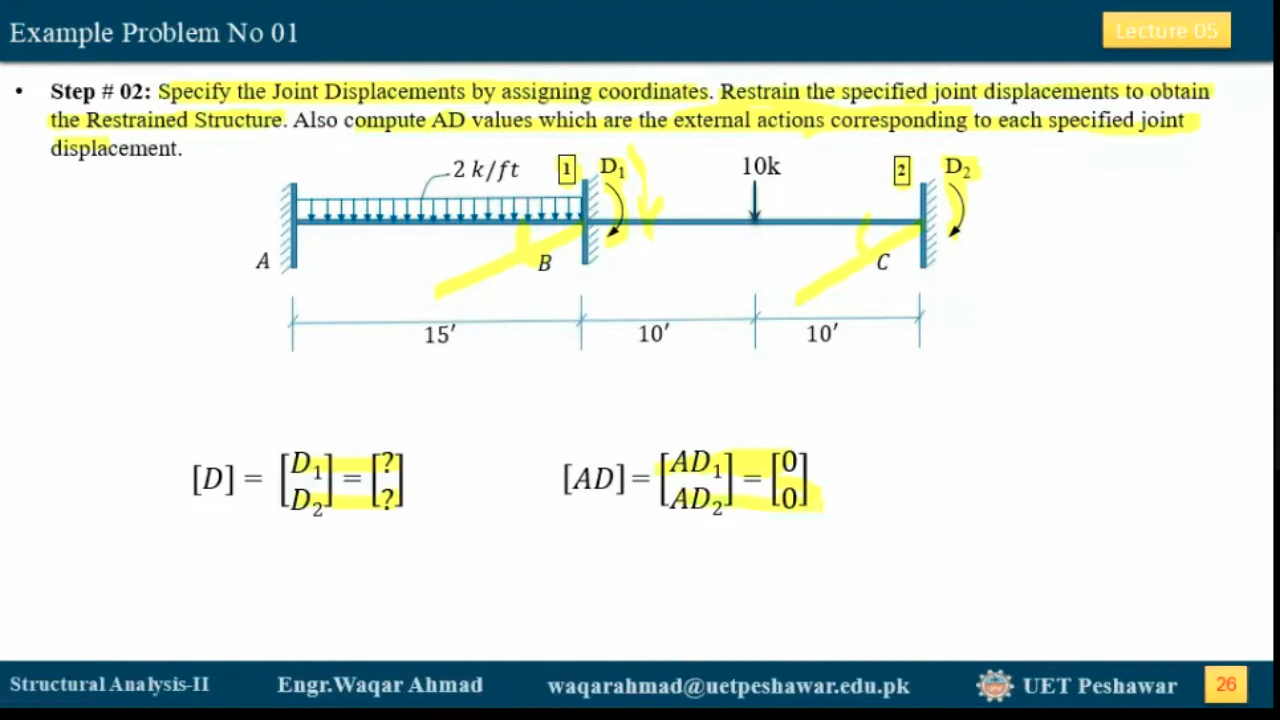 Example Problem No 01
Lecture 05
• Step # 02: Specify the Joint Displacements by assigning coordinates. Restrain the specified joint displacements to obtain
the Restrained Structure. Also compute AD values which are the external actions corresponding to each specified joint
displacement.
2 k/ft 1 D₁ 10k 2 D₂
A B C
15′ 10′ 10′
[D] = [D₁ D₂] = [? ?] [AD] = [AD₁ AD₂] = [0 0]
Structural Analysis-II Engr.Waqar Ahmad waqarahmad@uetpeshawar.edu.pk UET Peshawar 26